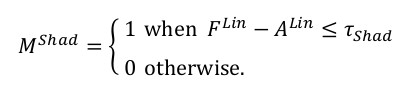 M^{Shad} = { 1 when F^{Lin} − A^{Lin} ≤ τ_{Shad}
0 otherwise.